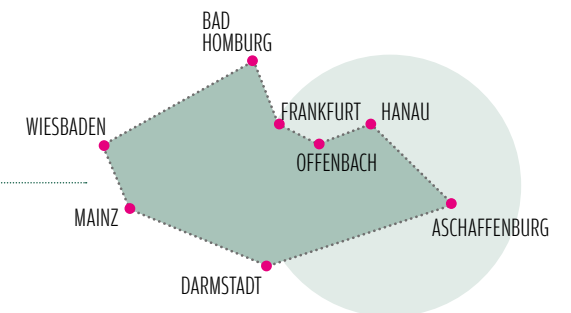 BAD
HOMBURG
FRANKFURT
HANAU
WIESBADEN
OFFENBACH
MAINZ
ASCHAFFENBURG
DARMSTADT